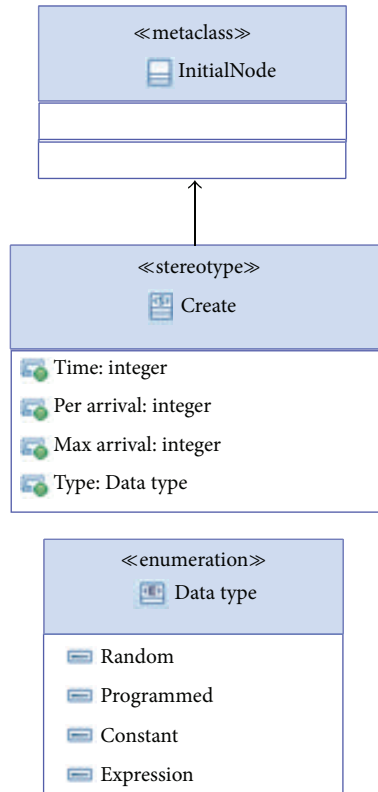 ≪metaclass≫
InitialNode
≪stereotype≫
Create
Time: integer
Per arrival: integer
Max arrival: integer
Type: Data type
≪enumeration≫
Data type
Random
Programmed
Constant
Expression